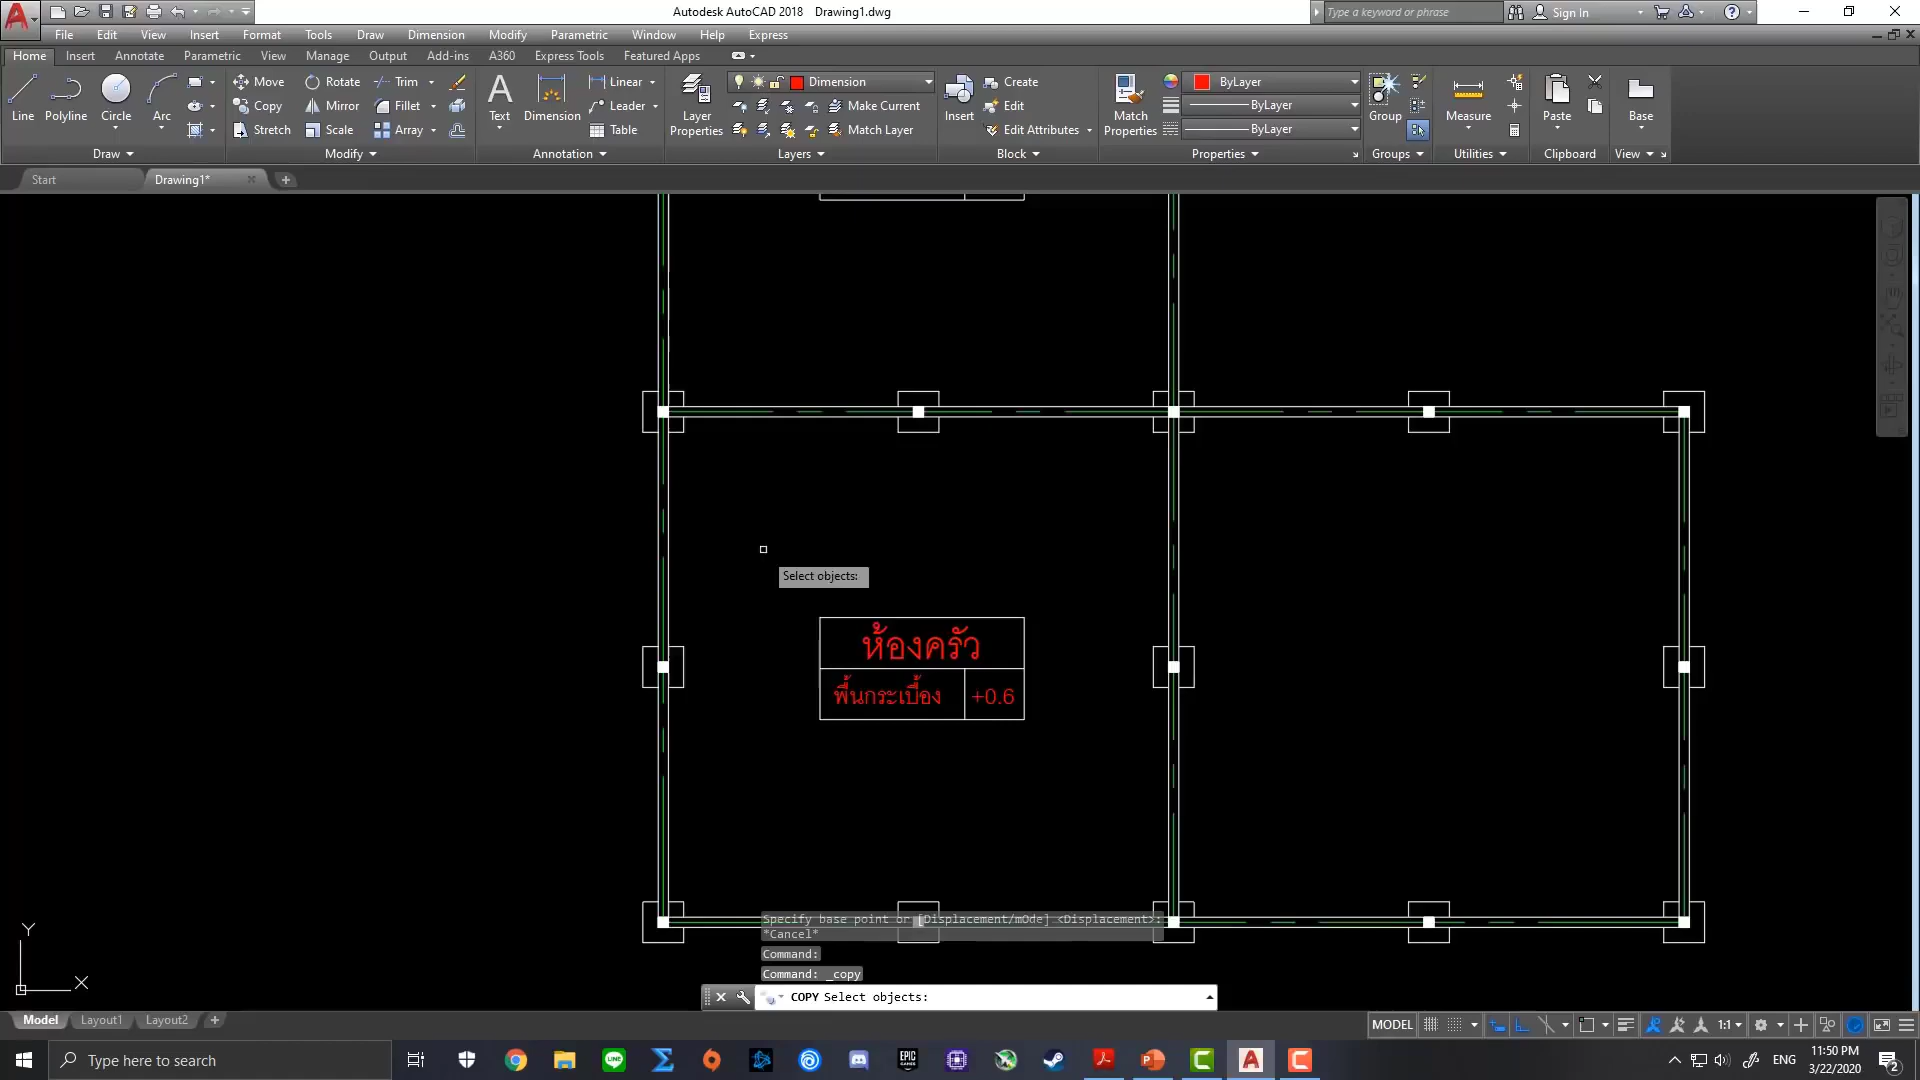 Autodesk AutoCAD 2018 Drawing1.dwg
Type a keyword or phrase
Sign In
File Edit View Insert Format Tools Draw Dimension Modify Parametric Window Help Express
Home Insert Annotate Parametric View Manage Output Add-ins A360 Express Tools Featured Apps
Line Polyline Circle Arc
Move Rotate Trim
Copy Mirror Fillet
Stretch Scale Array
Text Dimension
Linear
Leader
Table
Layer Properties
Dimension
Make Current
Match Layer
Insert
Create
Edit
Edit Attributes
Match Properties
ByLayer
ByLayer
ByLayer
Group
Measure
Paste
Base
Draw Modify Annotation Layers Block Properties Groups Utilities Clipboard View
Start Drawing1*
Select objects:
ห้องครัว
พื้นกระเบื้อง +0.6
Specify base point or [Displacement/mOde] <Displacement>:
*Cancel*
Command:
Command: _copy
COPY Select objects:
Y
X
Model Layout1 Layout2
MODEL 1:1
Type here to search
EPIC GAMES
ENG
11:50 PM
3/22/2020
2